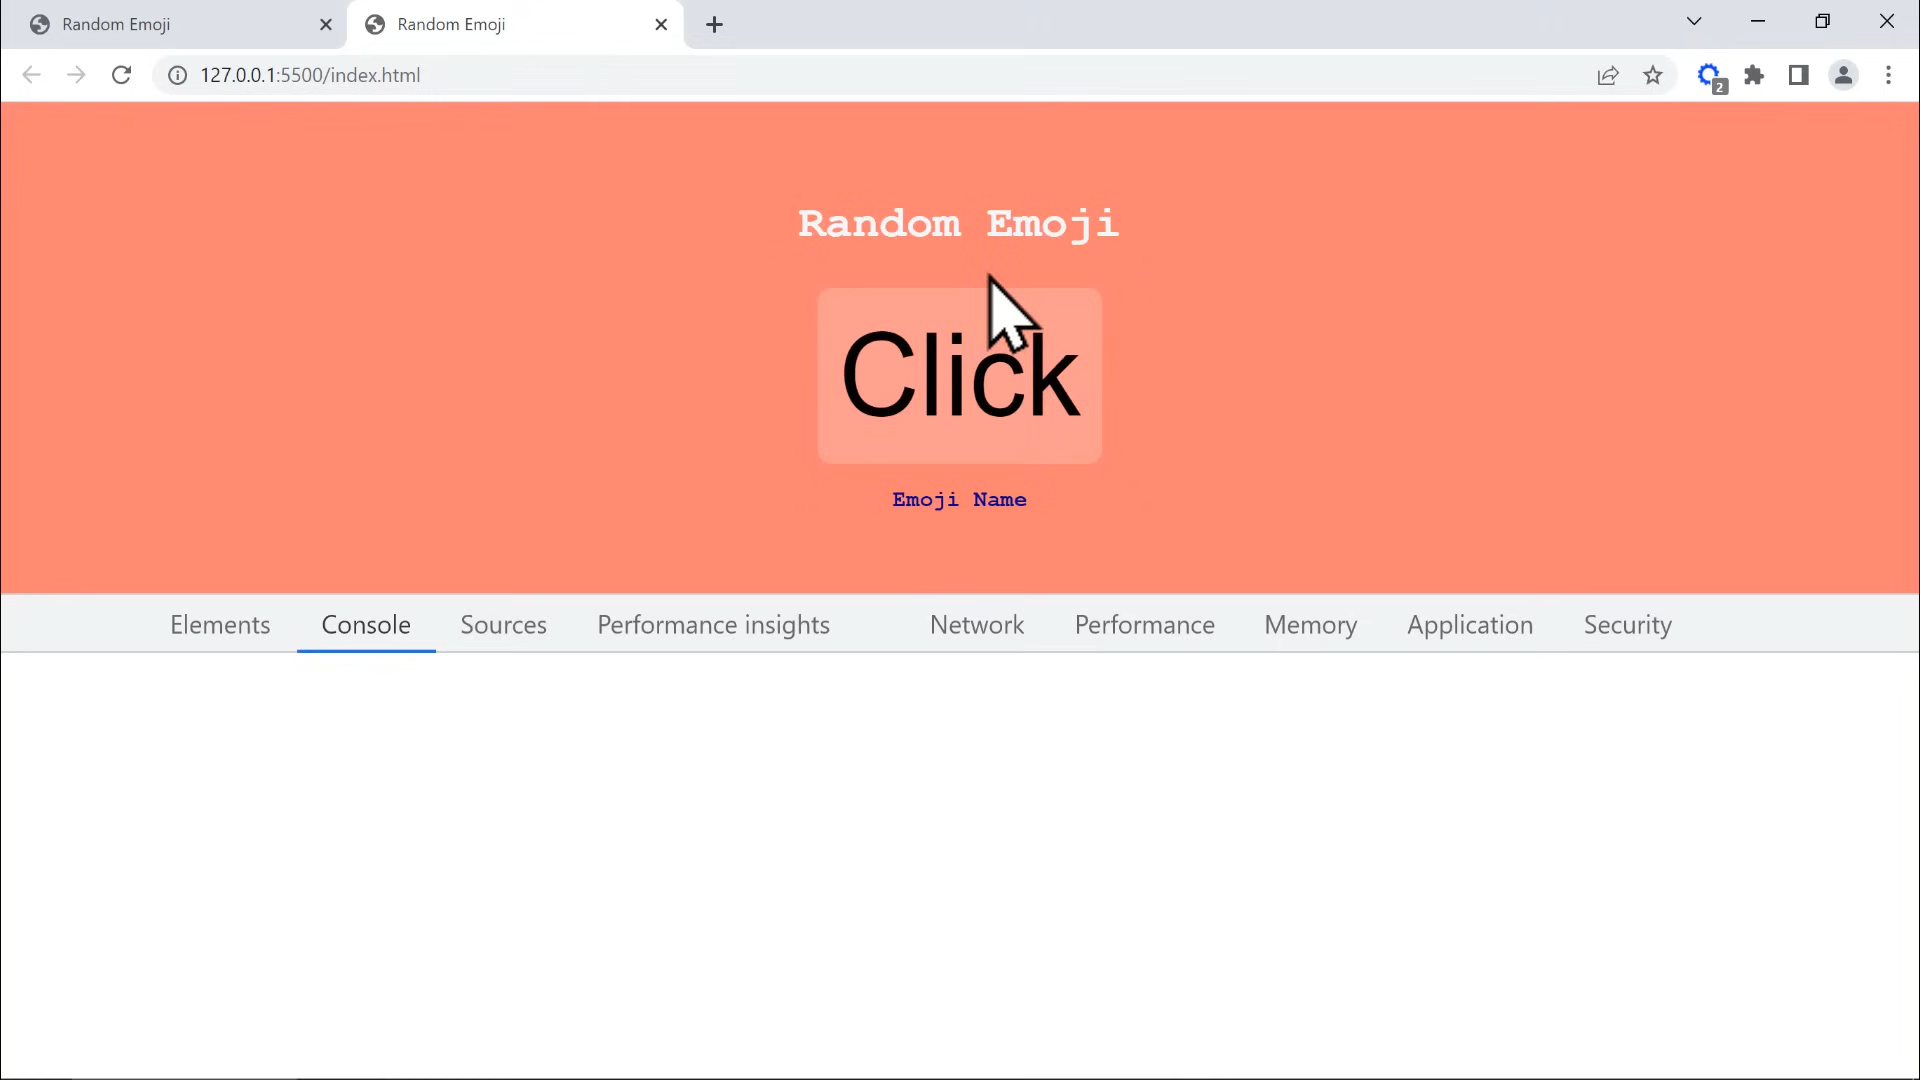 Random Emoji
Random Emoji
127.0.0.1:5500/index.html
2
Random Emoji
Click
Emoji Name
Elements Console Sources Performance insights Network Performance Memory Application Security